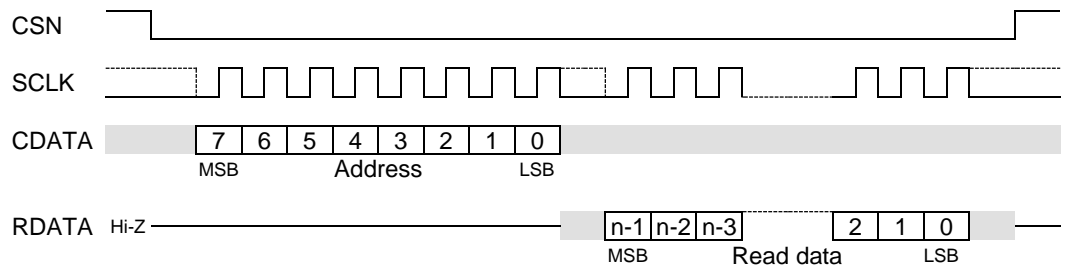 CSN
SCLK
CDATA 7 6 5 4 3 2 1 0
MSB Address LSB
RDATA Hi-Z n-1 n-2 n-3 2 1 0
MSB Read data LSB